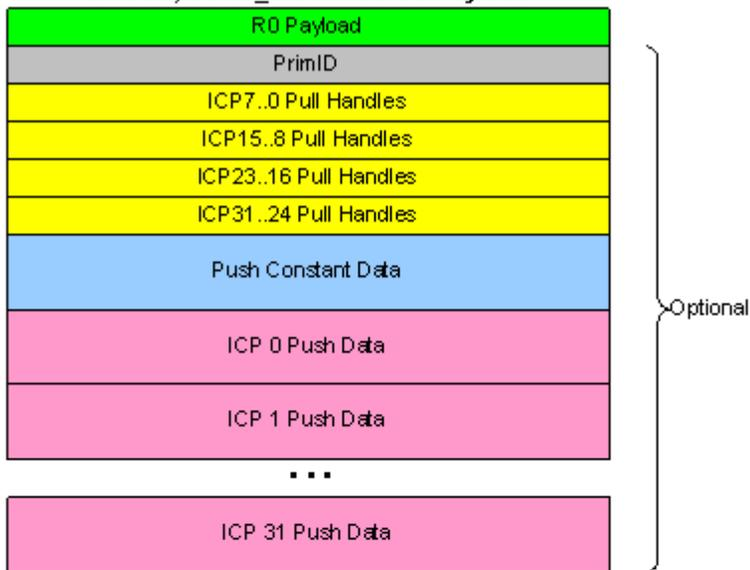 R0 Payload
PrimID
ICP7..0 Pull Handles
ICP15..8 Pull Handles
ICP23..16 Pull Handles
ICP31..24 Pull Handles
Push Constant Data
Optional
ICP 0 Push Data
ICP 1 Push Data
...
ICP 31 Push Data